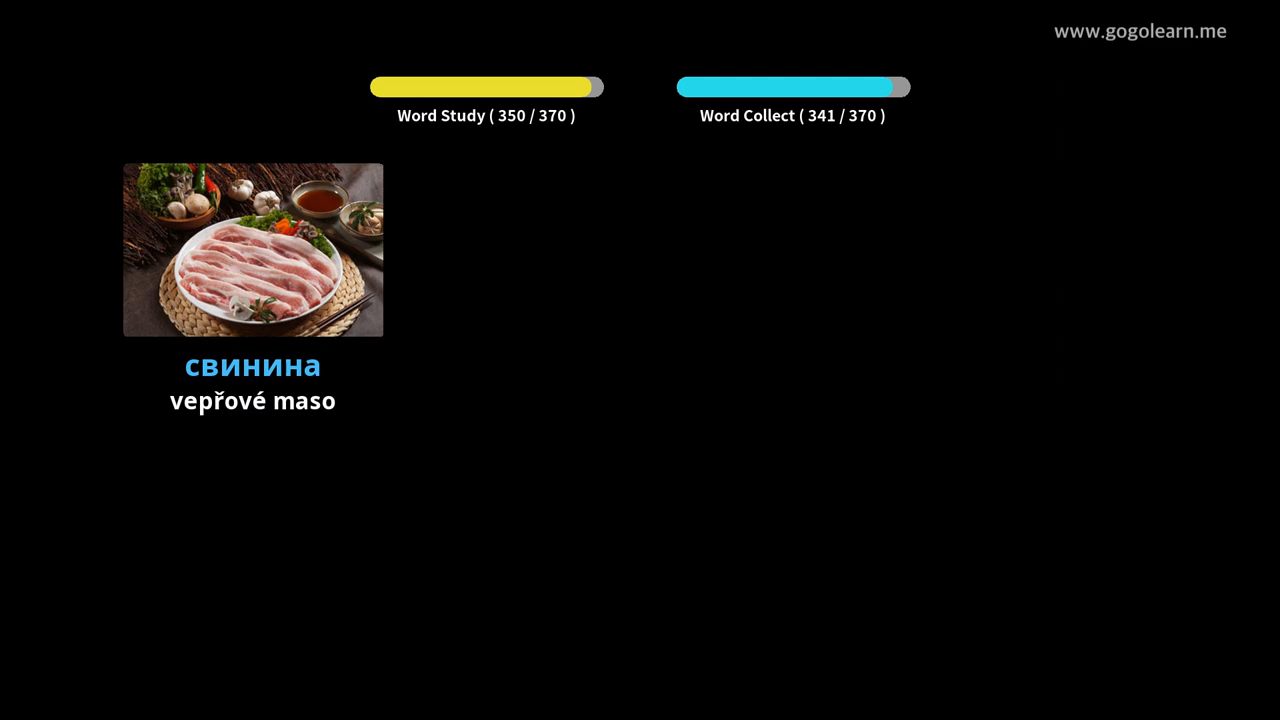 www.gogolearn.me
Word Study ( 350 / 370 )
Word Collect ( 341 / 370 )
свинина
vepřové maso